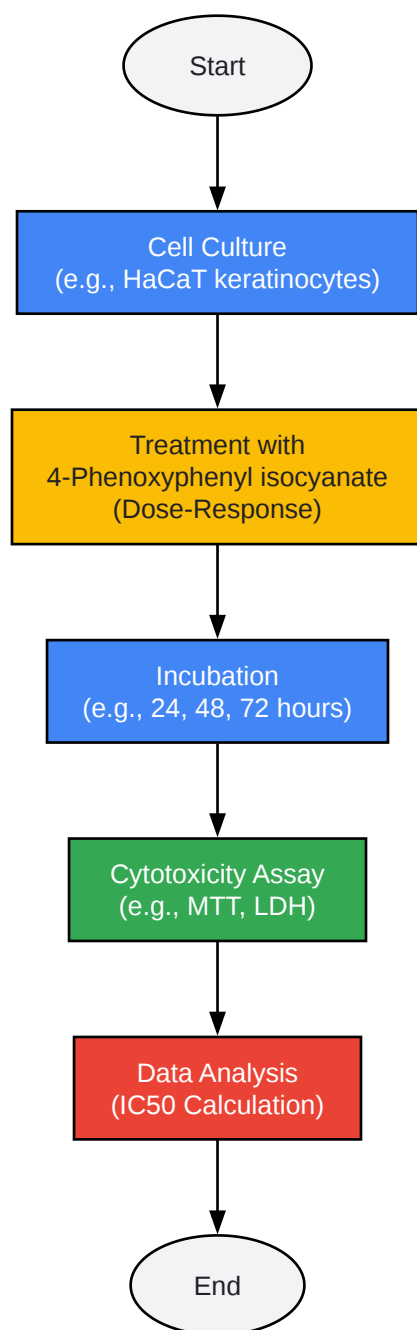 Start
Cell Culture
(e.g., HaCaT keratinocytes)
Treatment with
4-Phenoxyphenyl isocyanate
(Dose-Response)
Incubation
(e.g., 24, 48, 72 hours)
Cytotoxicity Assay
(e.g., MTT, LDH)
Data Analysis
(IC50 Calculation)
End